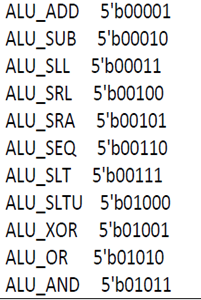 ALU_ADD 5'b00001
ALU_SUB 5'b00010
ALU_SLL 5'b00011
ALU_SRL 5'b00100
ALU_SRA 5'b00101
ALU_SEQ 5'b00110
ALU_SLT 5'b00111
ALU_SLTU 5'b01000
ALU_XOR 5'b01001
ALU_OR 5'b01010
ALU_AND 5'b01011